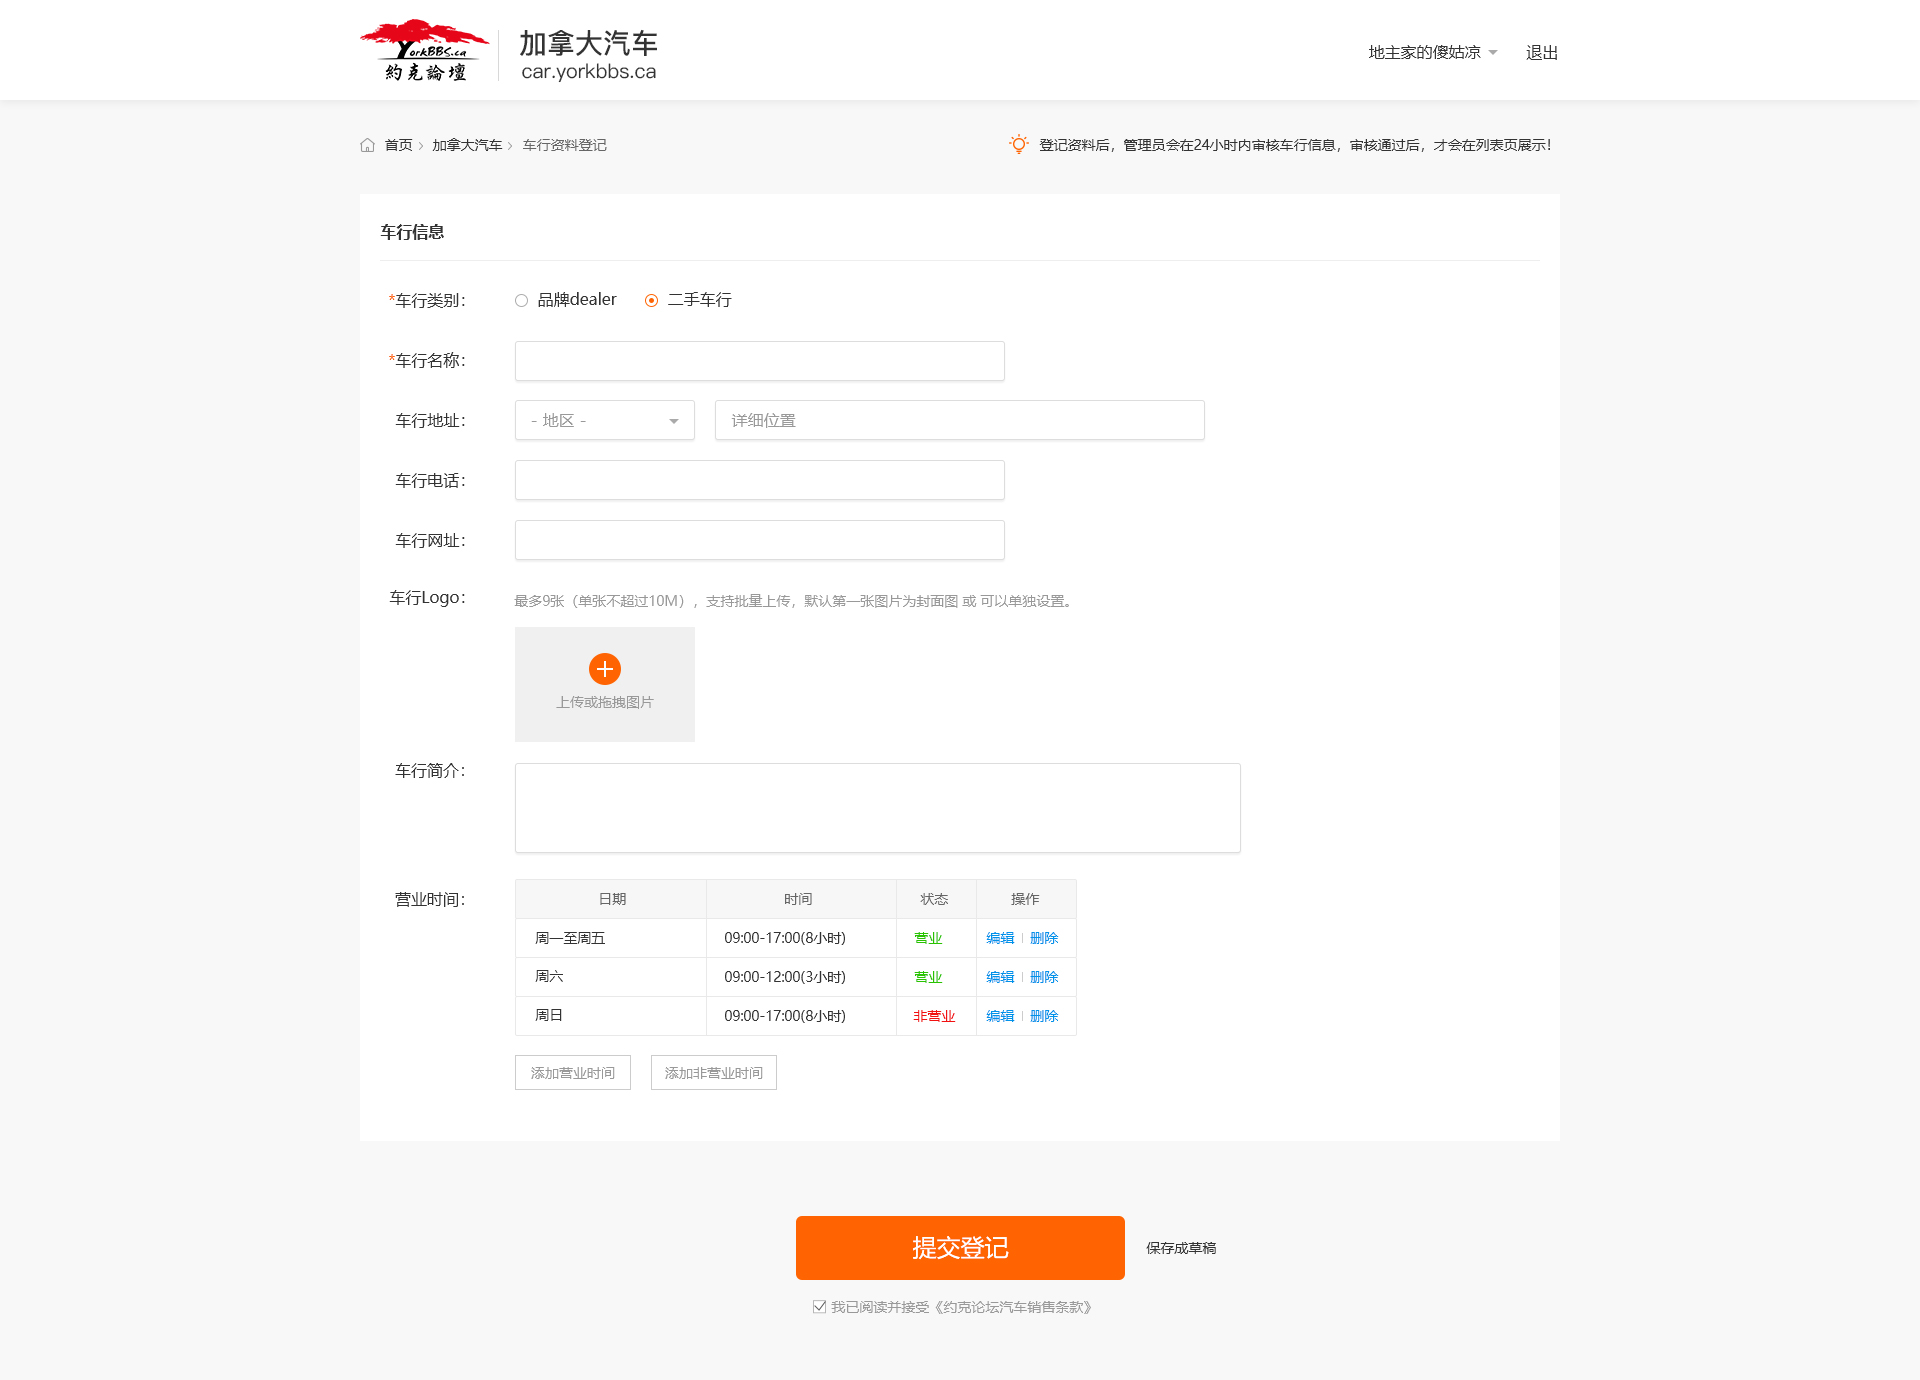 YorkBBS.ca
約克論壇
加拿大汽车
car.yorkbbs.ca
地主家的傻姑凉
退出
首页 › 加拿大汽车 › 车行资料登记
登记资料后，管理员会在24小时内审核车行信息，审核通过后，才会在列表页展示！
车行信息
*车行类别：
品牌dealer
二手车行
*车行名称：
车行地址：
- 地区 -
详细位置
车行电话：
车行网址：
车行Logo：
最多9张（单张不超过10M），支持批量上传，默认第一张图片为封面图 或 可以单独设置。
上传或拖拽图片
车行简介：
营业时间：
日期 时间 状态 操作
周一至周五 09:00-17:00(8小时) 营业 编辑 | 删除
周六 09:00-12:00(3小时) 营业 编辑 | 删除
周日 09:00-17:00(8小时) 非营业 编辑 | 删除
添加营业时间
添加非营业时间
提交登记
保存成草稿
我已阅读并接受《约克论坛汽车销售条款》